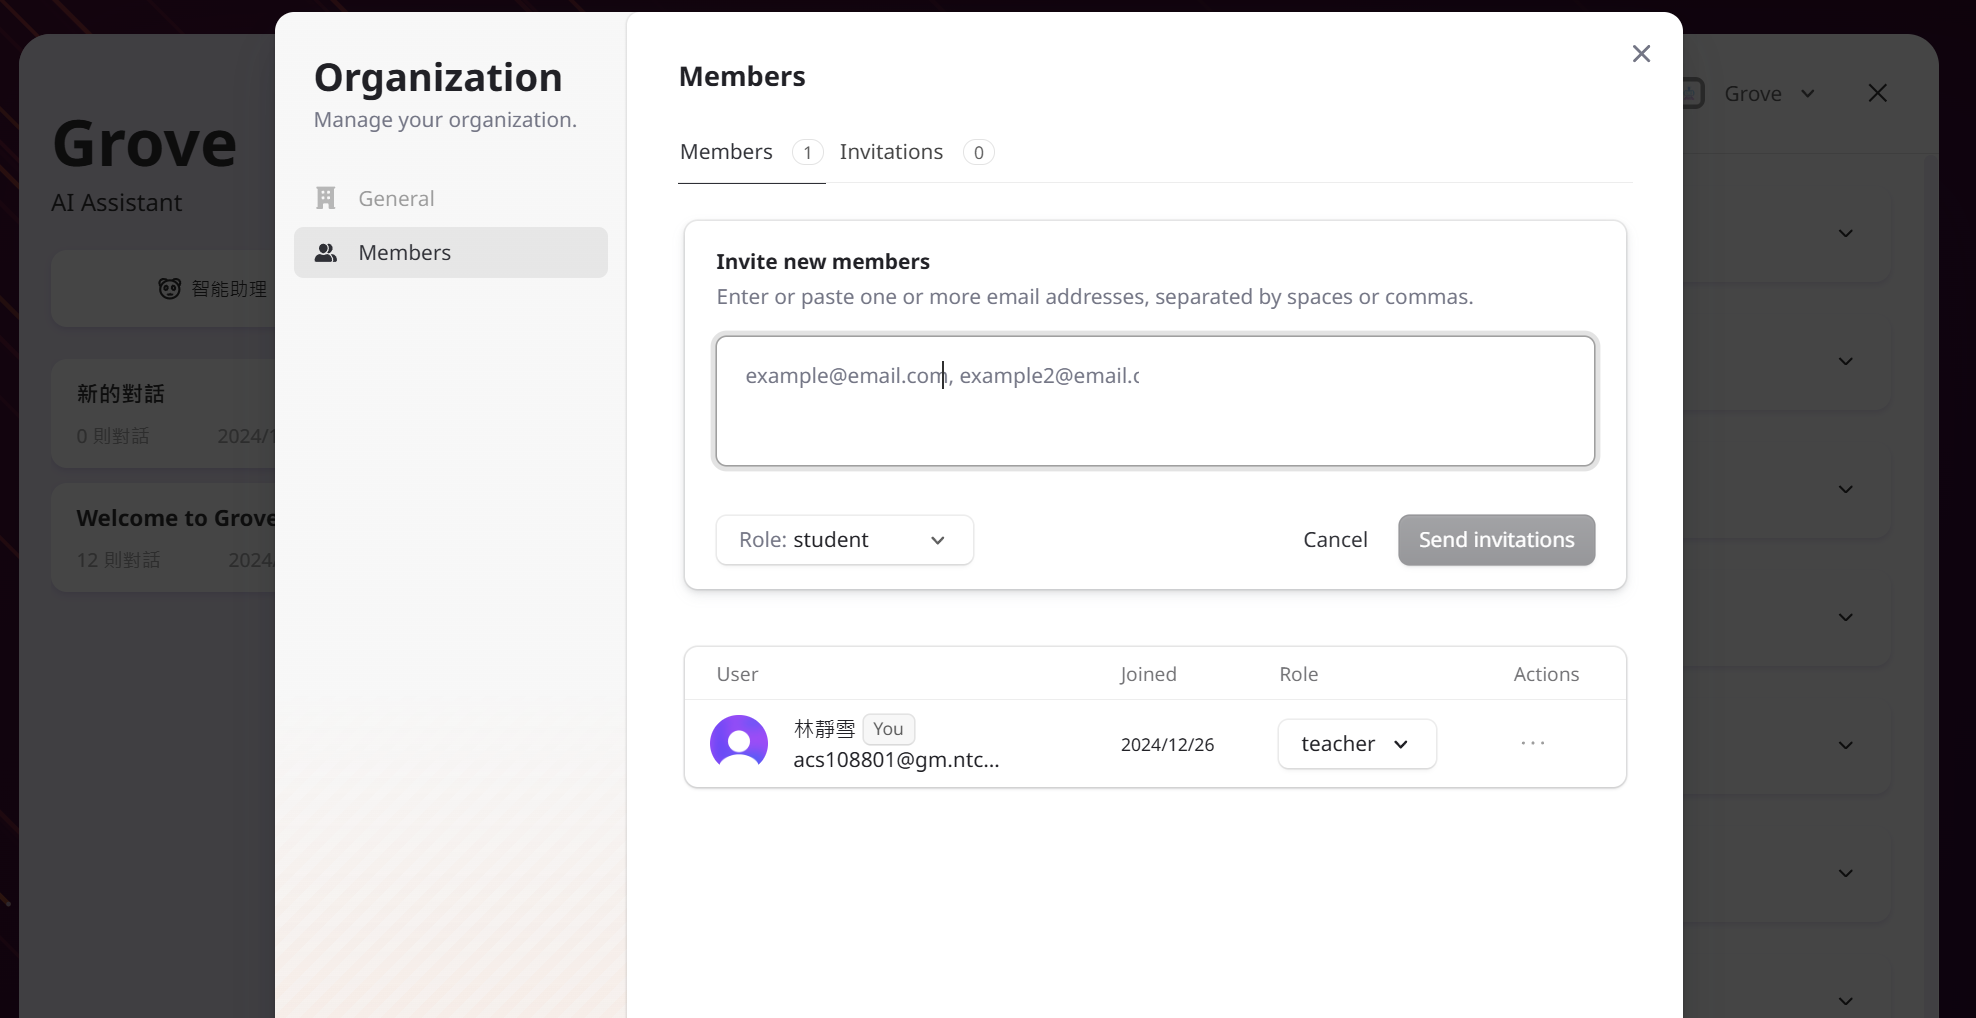 Organization
Manage your organization.
General
Members
Members
Members 1 Invitations 0
Invite new members
Enter or paste one or more email addresses, separated by spaces or commas.
example@email.com, example2@email.c
Role: student
Cancel
Send invitations
User Joined Role Actions
林靜雪 You
acs108801@gm.ntc...
2024/12/26
teacher
Grove
AI Assistant
智能助理
新的對話
0 則對話 2024/1
Welcome to Grove
12 則對話 2024/
Grove